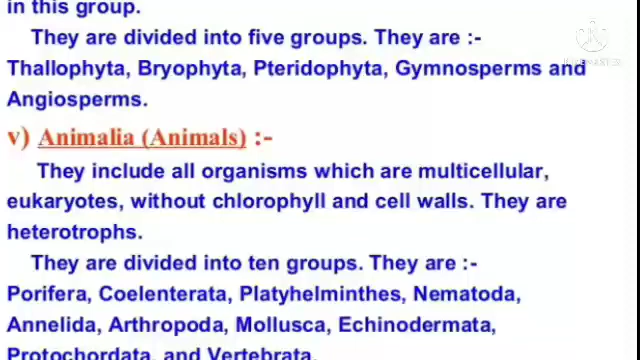 in this group.
They are divided into five groups. They are :-
Thallophyta, Bryophyta, Pteridophyta, Gymnosperms and
Angiosperms.
v) Animalia (Animals) :-
They include all organisms which are multicellular,
eukaryotes, without chlorophyll and cell walls. They are
heterotrophs.
They are divided into ten groups. They are :-
Porifera, Coelenterata, Platyhelminthes, Nematoda,
Annelida, Arthropoda, Mollusca, Echinodermata,
Protochordata, and Vertebrata.